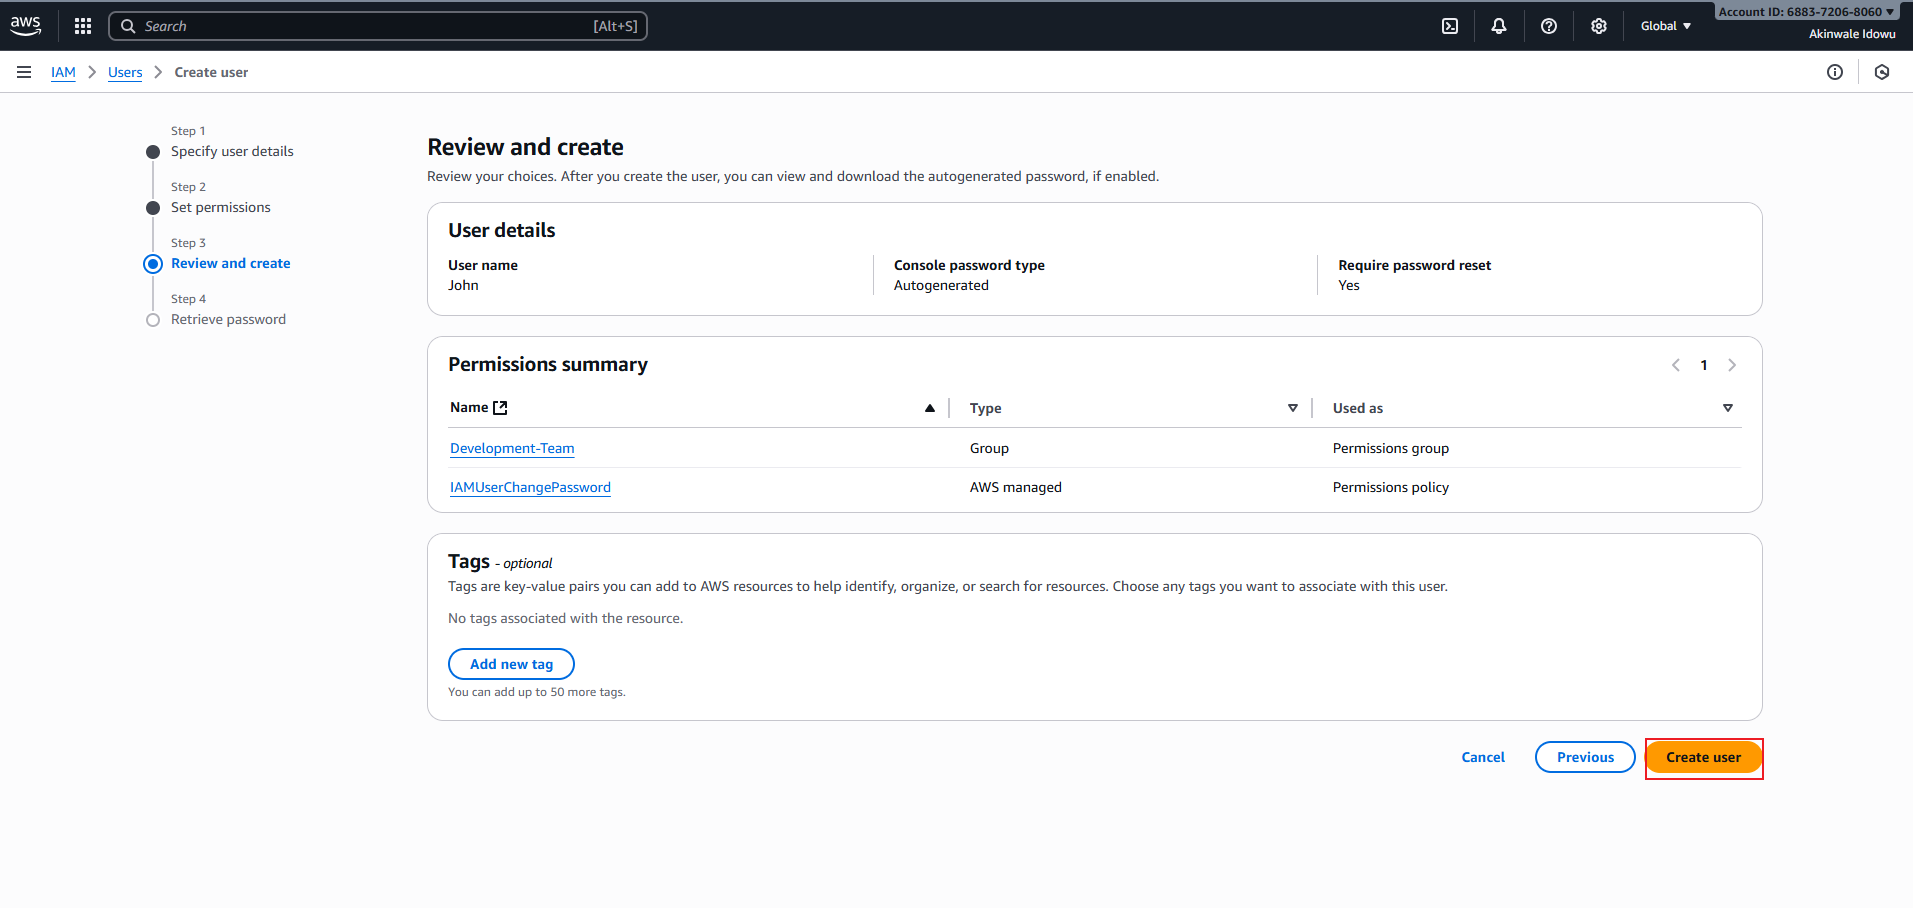 aws
Search
[Alt+S]
Global
Account ID: 6883-7206-8060
Akinwale Idowu
IAM
Users
Create user
Step 1
Specify user details
Step 2
Set permissions
Step 3
Review and create
Step 4
Retrieve password
Review and create
Review your choices. After you create the user, you can view and download the autogenerated password, if enabled.
User details
User name
John
Console password type
Autogenerated
Require password reset
Yes
Permissions summary
1
Name Type Used as
Development-Team Group Permissions group
IAMUserChangePassword AWS managed Permissions policy
Tags - optional
Tags are key-value pairs you can add to AWS resources to help identify, organize, or search for resources. Choose any tags you want to associate with this user.
No tags associated with the resource.
Add new tag
You can add up to 50 more tags.
Cancel
Previous
Create user